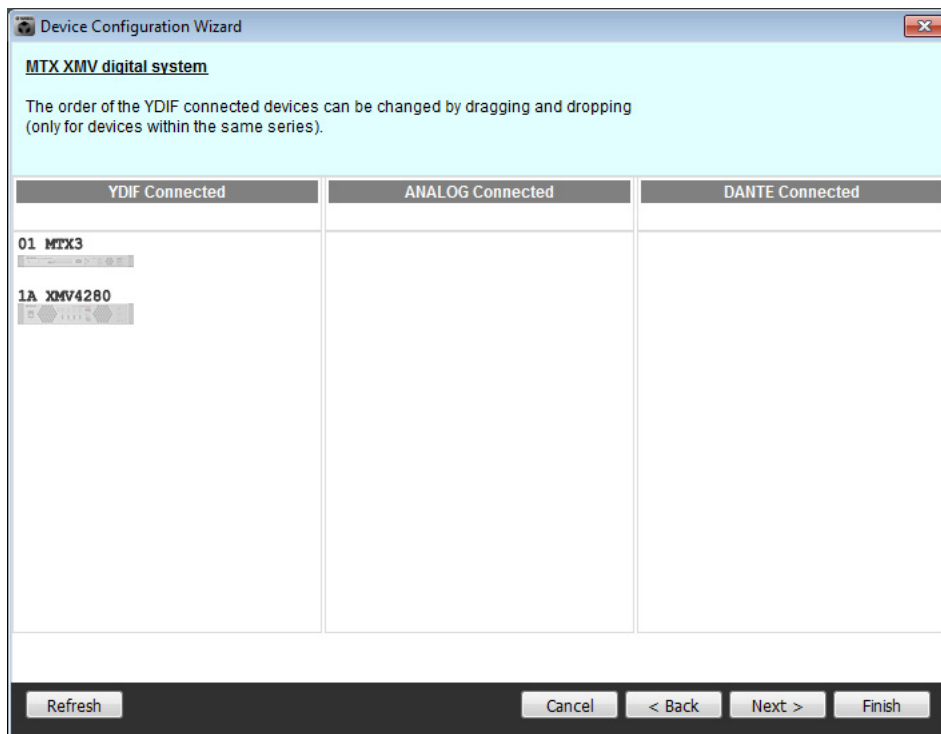 Device Configuration Wizard
MTX XMV digital system
The order of the YDIF connected devices can be changed by dragging and dropping
(only for devices within the same series).
YDIF Connected
ANALOG Connected
DANTE Connected
01 MTX3
1A XMV4280
Refresh
Cancel
< Back
Next >
Finish